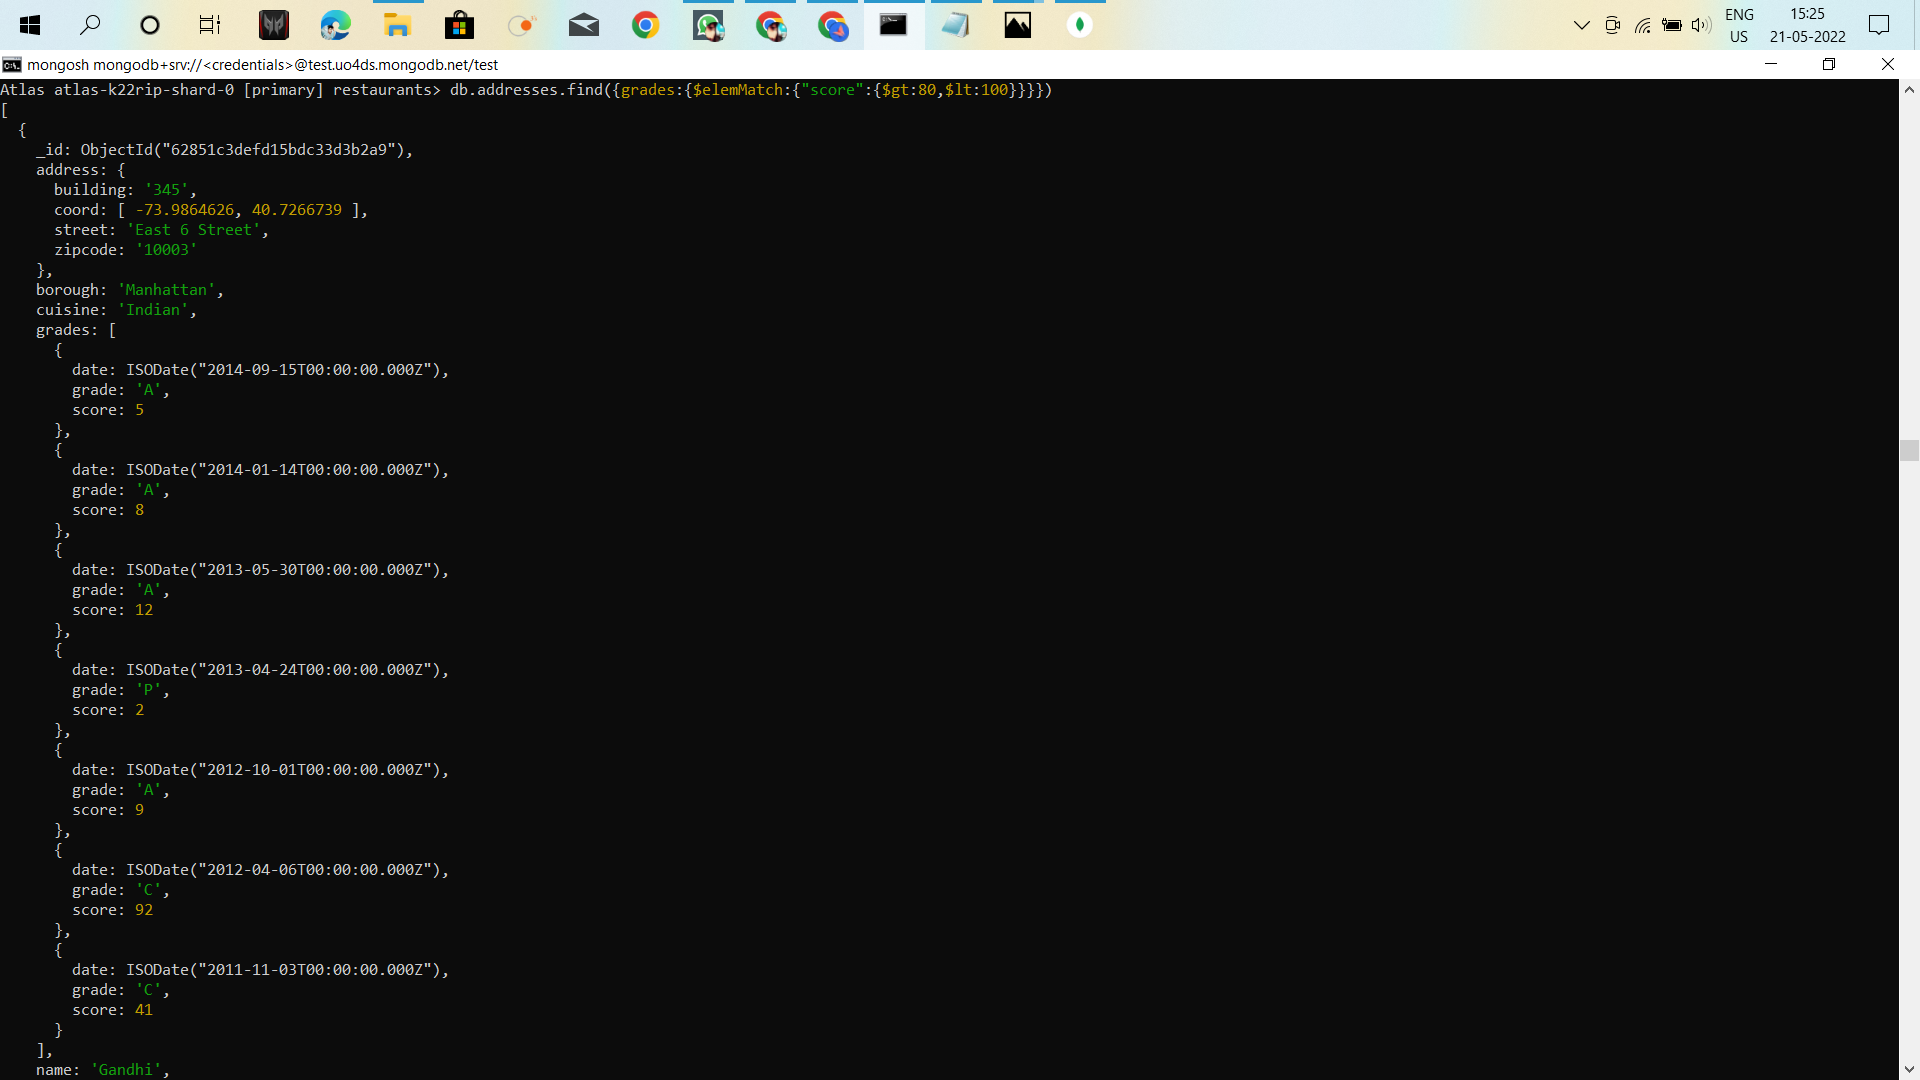 ENG
US
15:25
21-05-2022
mongosh mongodb+srv://<credentials>@test.uo4ds.mongodb.net/test
Atlas atlas-k22rip-shard-0 [primary] restaurants> db.addresses.find({grades:{$elemMatch:{"score":{$gt:80,$lt:100}}}})
[
  {
    _id: ObjectId("62851c3defd15bdc33d3b2a9"),
    address: {
      building: '345',
      coord: [ -73.9864626, 40.7266739 ],
      street: 'East 6 Street',
      zipcode: '10003'
    },
    borough: 'Manhattan',
    cuisine: 'Indian',
    grades: [
      {
        date: ISODate("2014-09-15T00:00:00.000Z"),
        grade: 'A',
        score: 5
      },
      {
        date: ISODate("2014-01-14T00:00:00.000Z"),
        grade: 'A',
        score: 8
      },
      {
        date: ISODate("2013-05-30T00:00:00.000Z"),
        grade: 'A',
        score: 12
      },
      {
        date: ISODate("2013-04-24T00:00:00.000Z"),
        grade: 'P',
        score: 2
      },
      {
        date: ISODate("2012-10-01T00:00:00.000Z"),
        grade: 'A',
        score: 9
      },
      {
        date: ISODate("2012-04-06T00:00:00.000Z"),
        grade: 'C',
        score: 92
      },
      {
        date: ISODate("2011-11-03T00:00:00.000Z"),
        grade: 'C',
        score: 41
      }
    ],
    name: 'Gandhi',